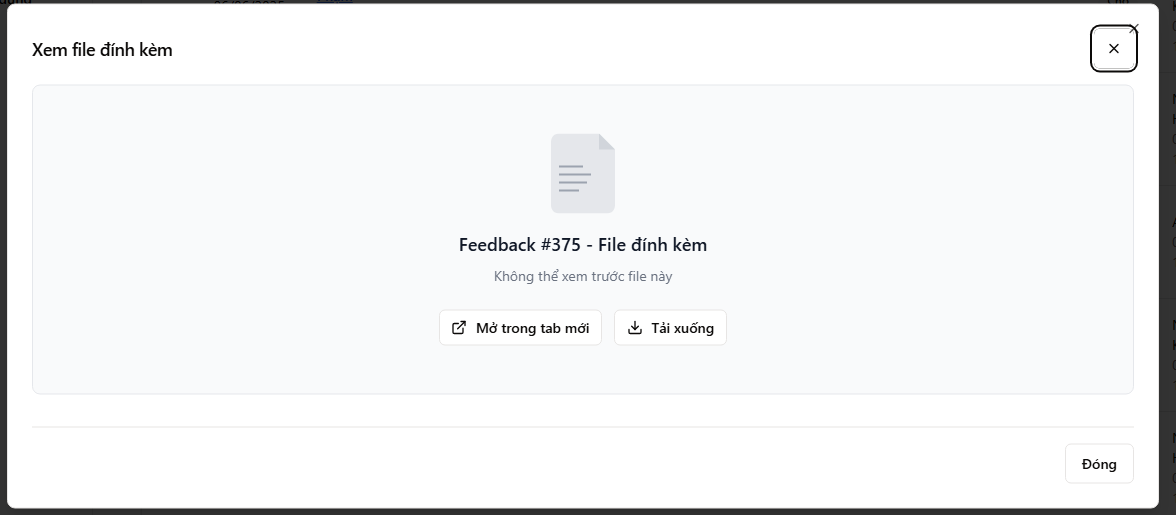 Xem file đính kèm
Feedback #375 - File đính kèm
Không thể xem trước file này
Mở trong tab mới
Tải xuống
Đóng